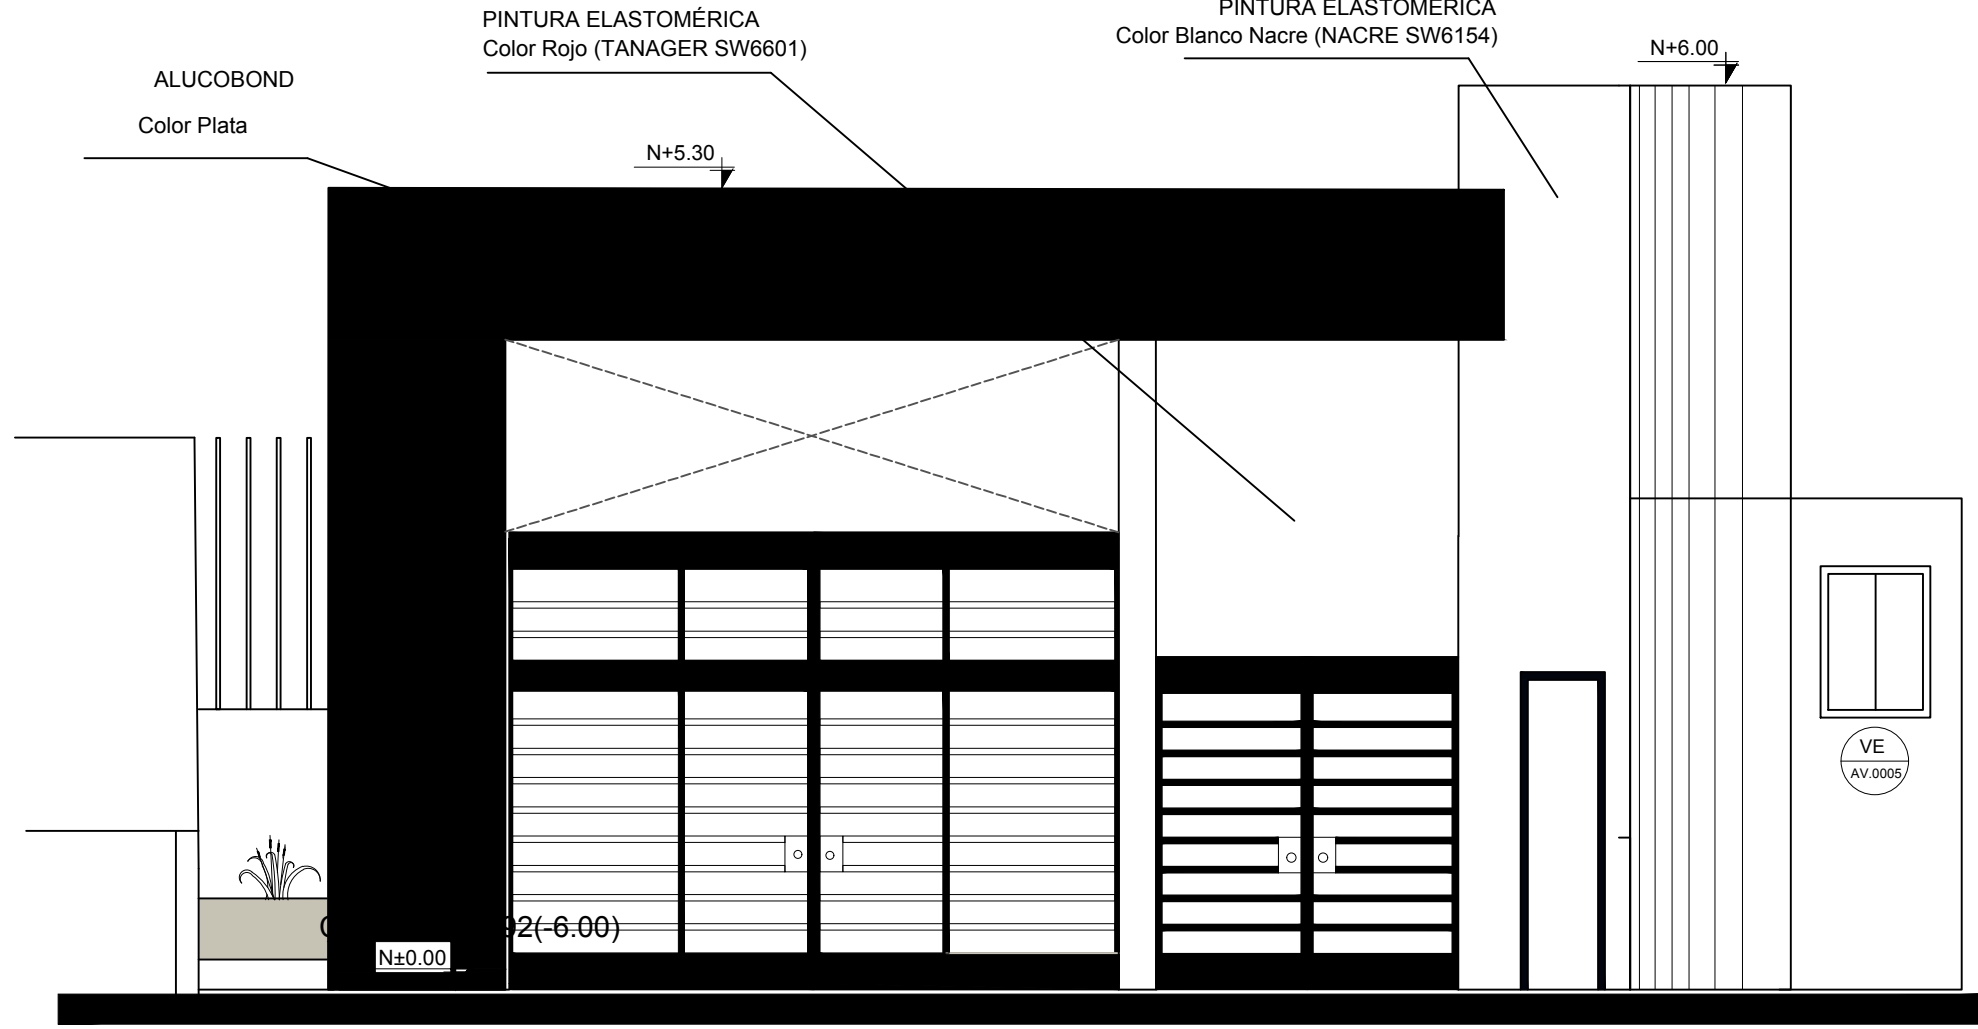 PINTURA ELASTOMÉRICA
Color Rojo (TANAGER SW6601)
PINTURA ELASTOMÉRICA
Color Blanco Nacre (NACRE SW6154)
N+6.00
ALUCOBOND
Color Plata
N+5.30
VE
AV.0005
92(-6.00)
N±0.00